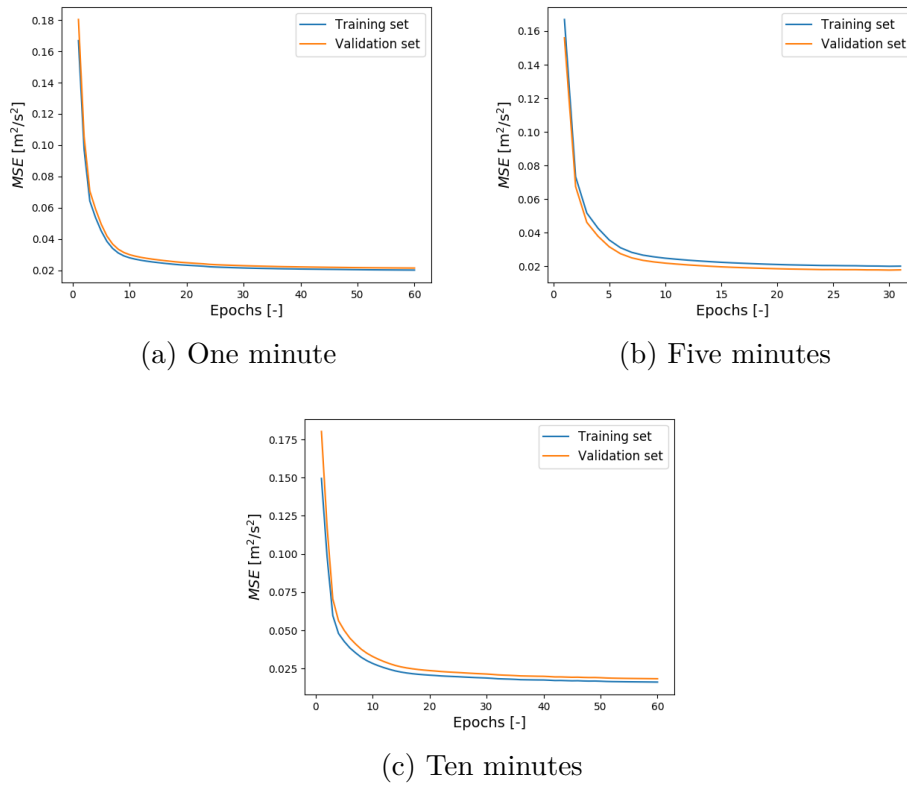 0.18
0.16
0.14
0.12
0.10
0.08
0.06
0.04
0.02
MSE [m²/s²]
0 10 20 30 40 50 60
Epochs [-]
Training set
Validation set
(a) One minute
0.16
0.14
0.12
0.10
0.08
0.06
0.04
0.02
MSE [m²/s²]
0 5 10 15 20 25 30
Epochs [-]
Training set
Validation set
(b) Five minutes
0.175
0.150
0.125
0.100
0.075
0.050
0.025
MSE [m²/s²]
0 10 20 30 40 50 60
Epochs [-]
Training set
Validation set
(c) Ten minutes